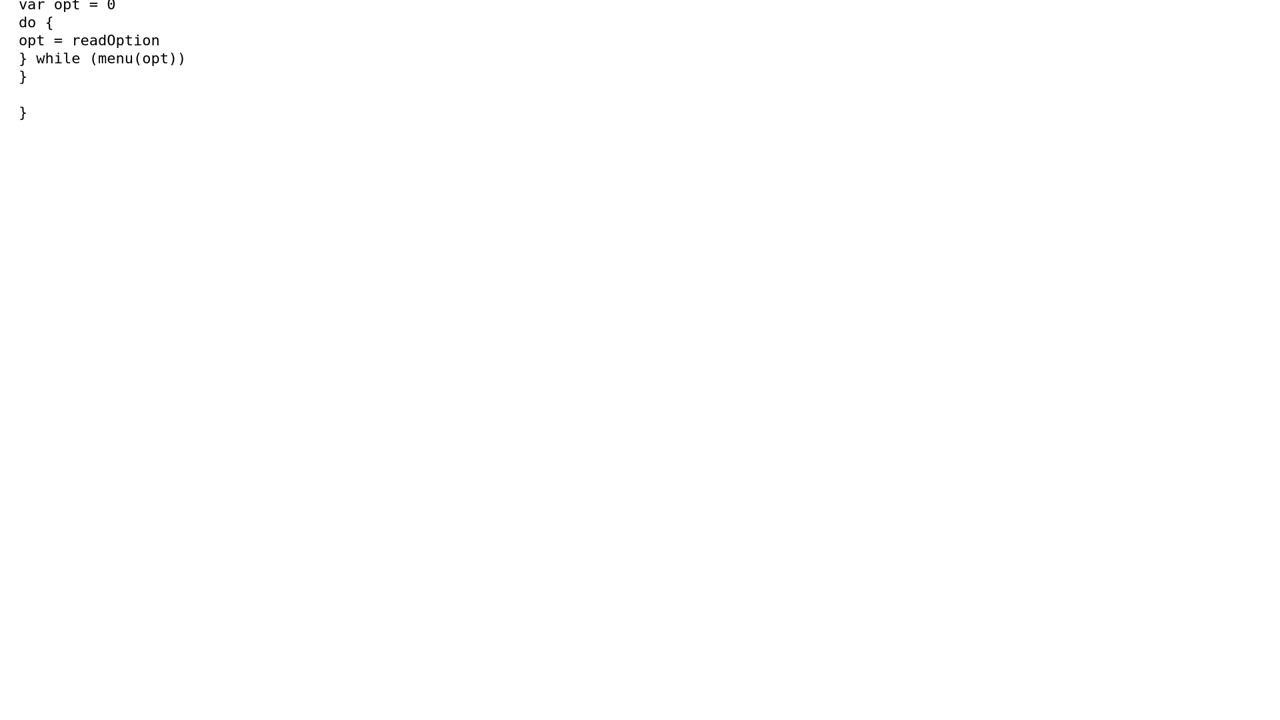 var opt = 0
do {
opt = readOption
} while (menu(opt))
}
}